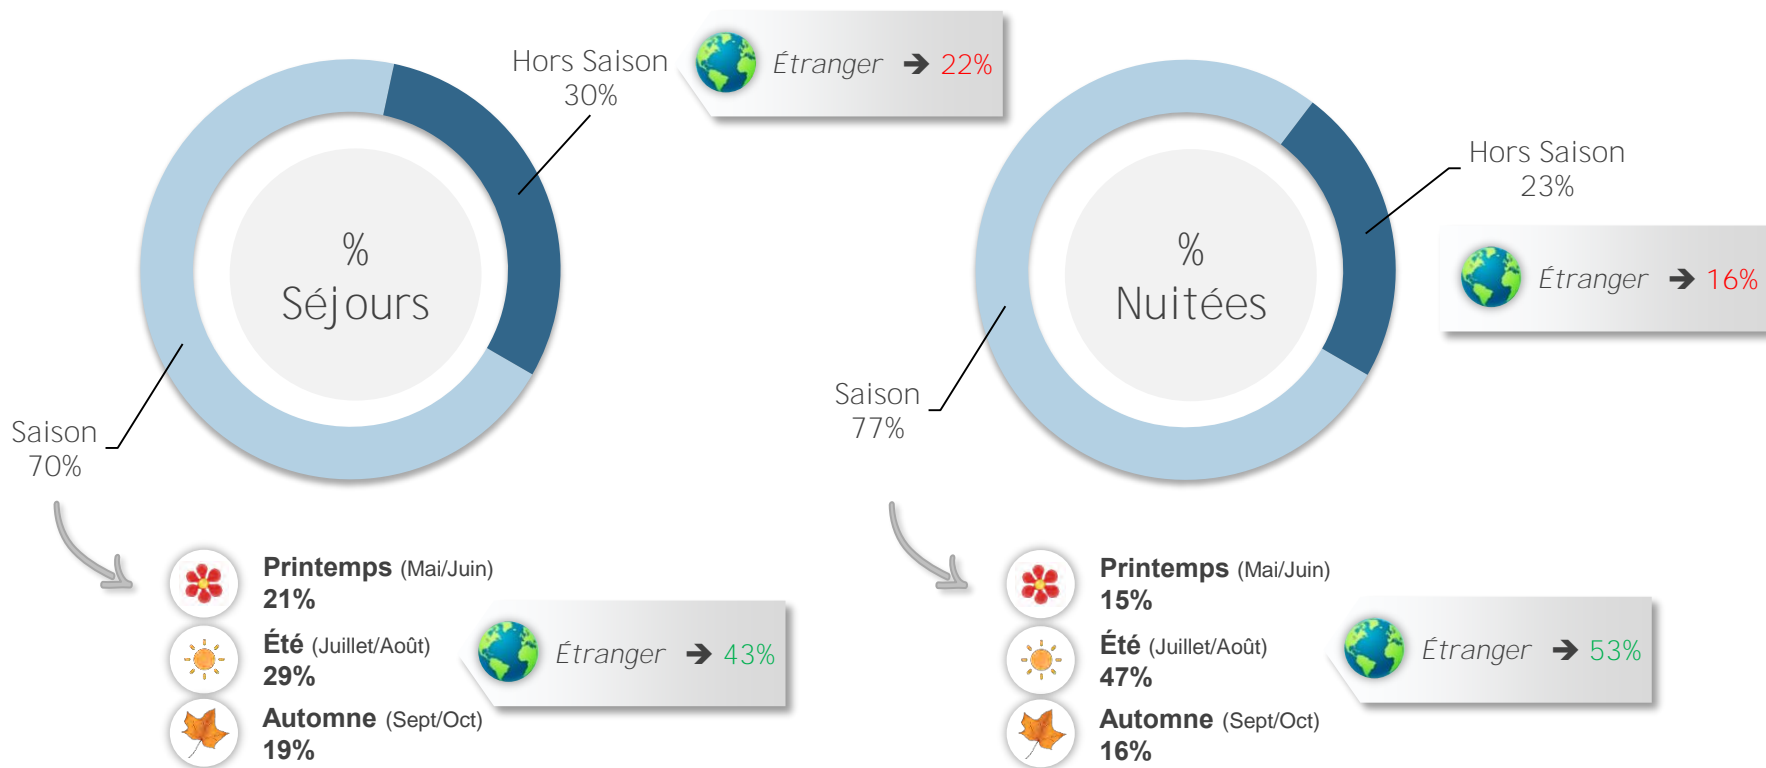 Hors Saison
30%
Étranger ➔ 22%
%
Séjours
Saison
70%
Printemps (Mai/Juin)
21%
Été (Juillet/Août)
29%
Automne (Sept/Oct)
19%
Étranger ➔ 43%
Hors Saison
23%
Étranger ➔ 16%
%
Nuitées
Saison
77%
Printemps (Mai/Juin)
15%
Été (Juillet/Août)
47%
Automne (Sept/Oct)
16%
Étranger ➔ 53%